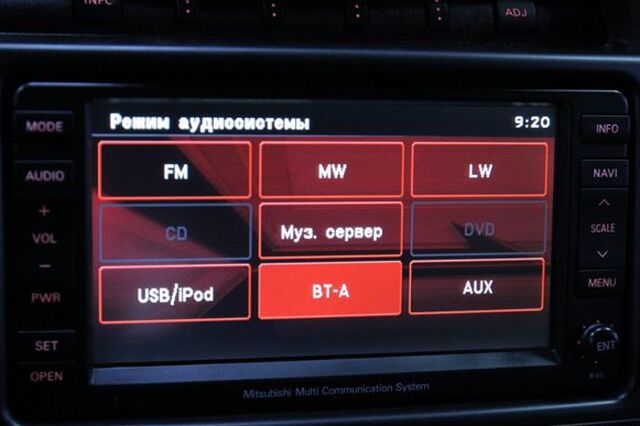 INFO
ADJ
MODE
AUDIO
+
VOL
−
PWR
SET
OPEN
Режим аудиосистемы
9:20
FM
MW
LW
CD
Муз. сервер
DVD
USB/iPod
BT-A
AUX
INFO
NAVI
SCALE
MENU
ENT
Mitsubishi Multi Communication System